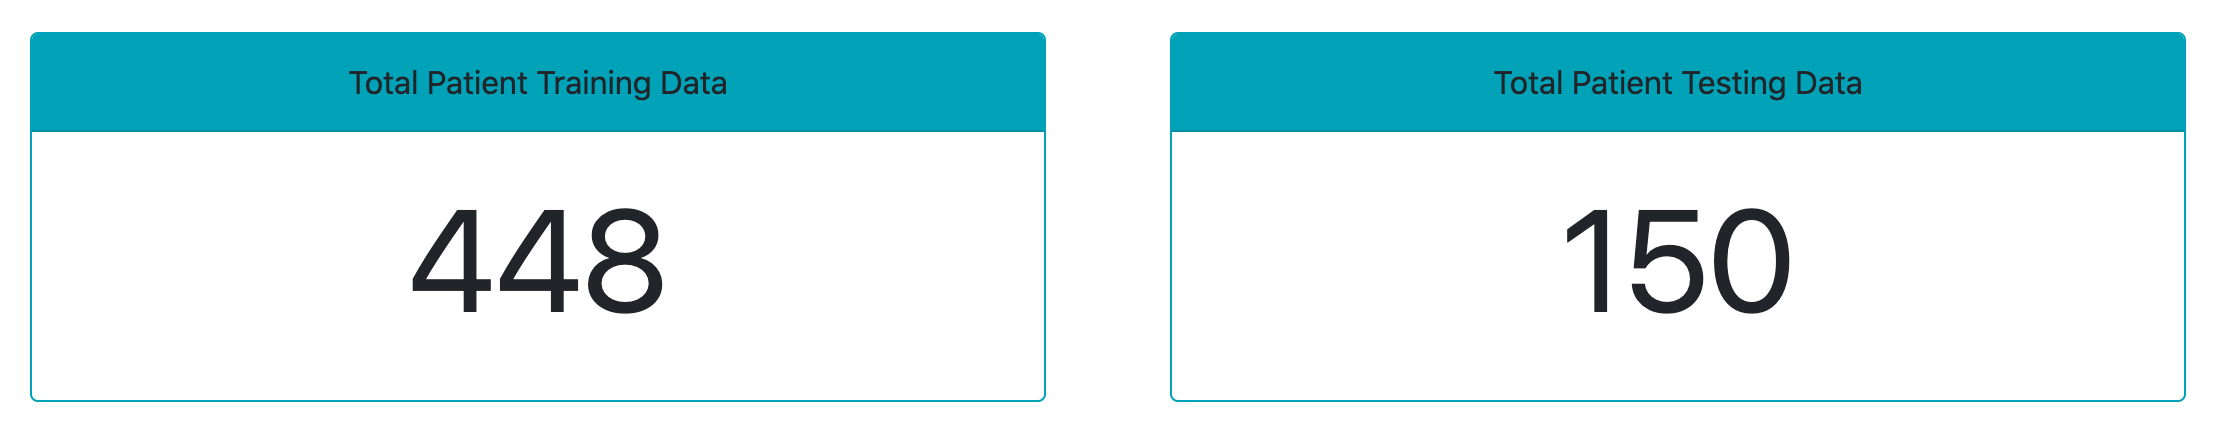 Total Patient Training Data
448
Total Patient Testing Data
150